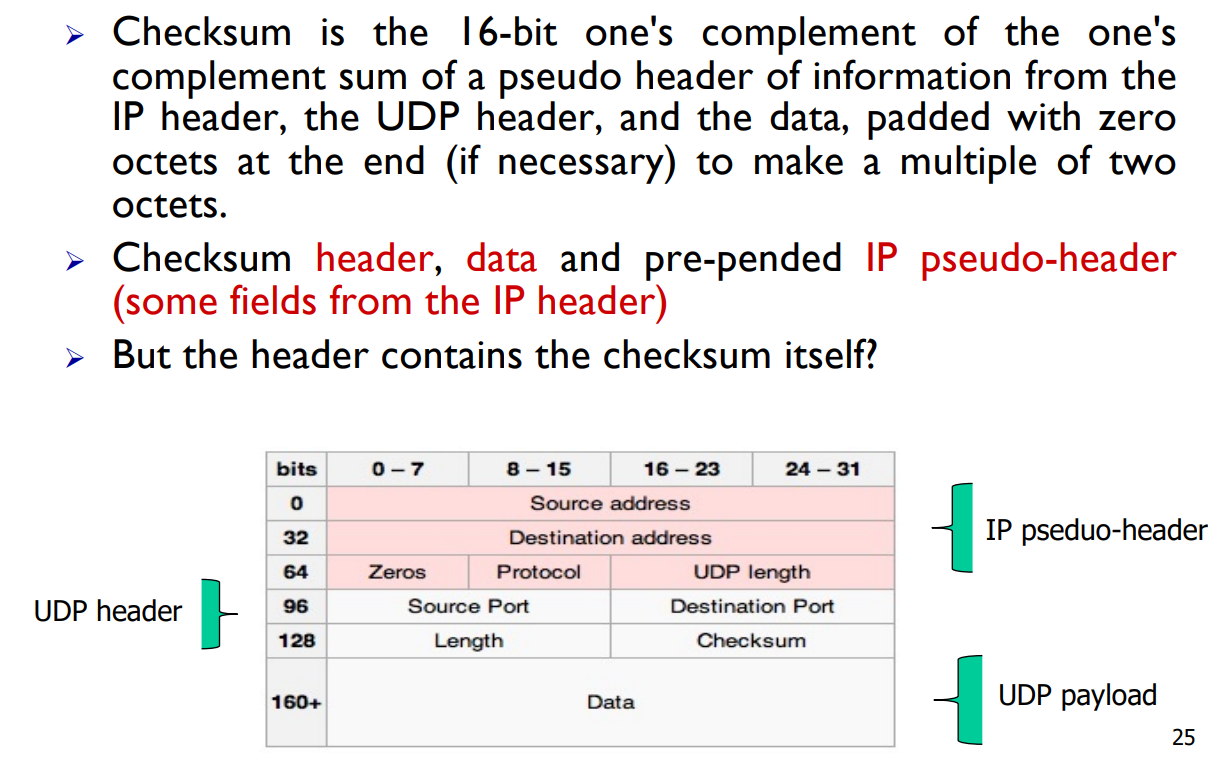 ➢ Checksum is the 16-bit one's complement of the one's
complement sum of a pseudo header of information from the
IP header, the UDP header, and the data, padded with zero
octets at the end (if necessary) to make a multiple of two
octets.
➢ Checksum header, data and pre-pended IP pseudo-header
(some fields from the IP header)
➢ But the header contains the checksum itself?
bits 0 – 7 8 – 15 16 – 23 24 – 31
0 Source address
32 Destination address
64 Zeros Protocol UDP length
96 Source Port Destination Port
128 Length Checksum
160+ Data
IP pseduo-header
UDP header
UDP payload
25